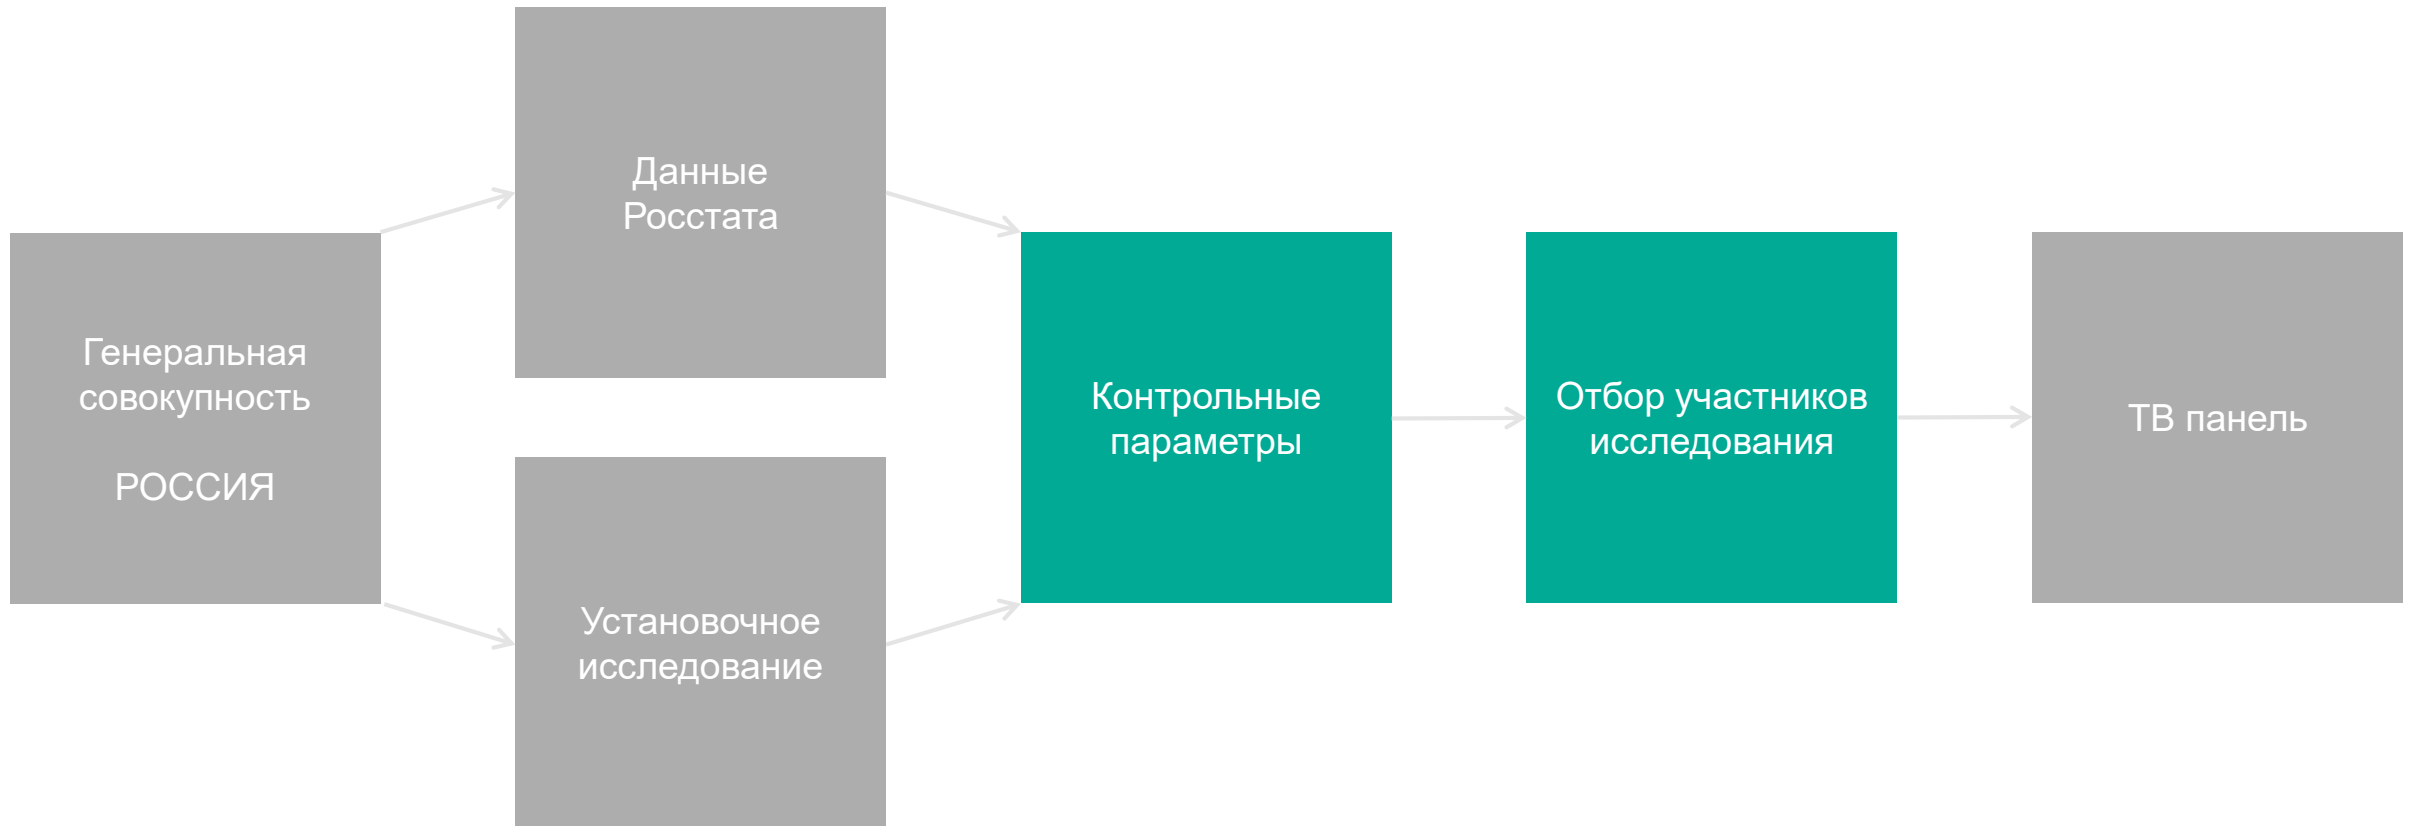 Генеральная
совокупность
РОССИЯ
Данные
Росстата
Установочное
исследование
Контрольные
параметры
Отбор участников
исследования
ТВ панель